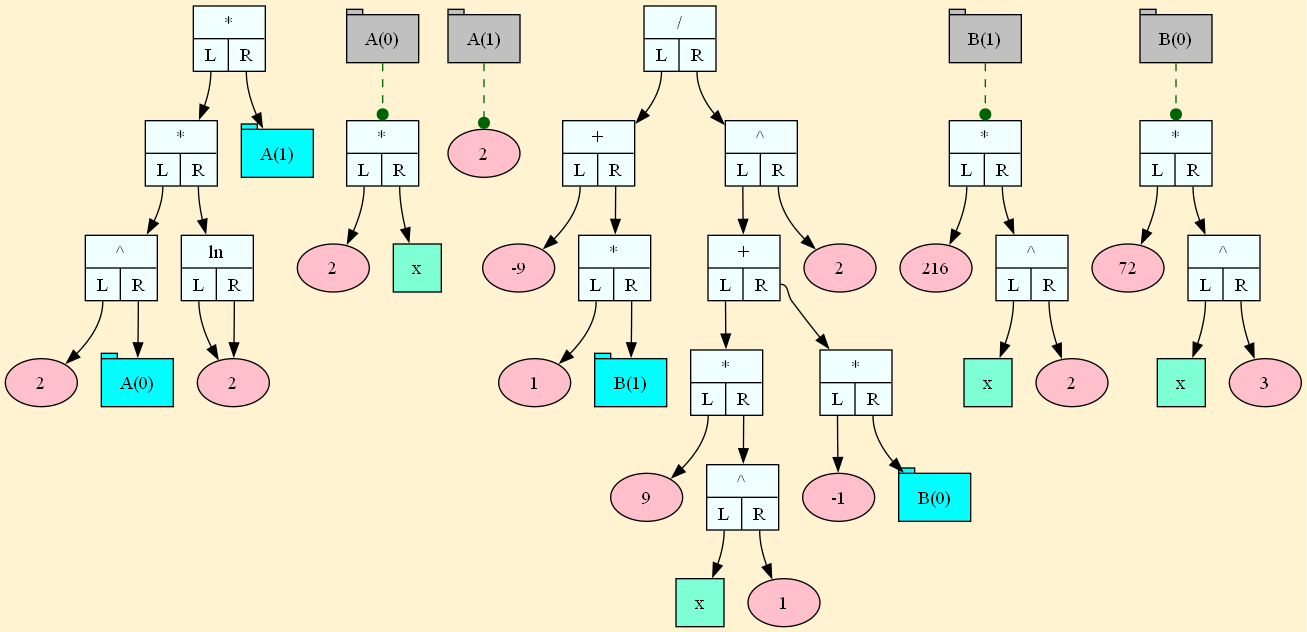 * A(0) A(1) / B(1) B(0)
L R L R
* A(1) * 2 + ^ * *
L R L R L R L R L R L R
^ ln 2 x -9 * + 2 216 ^ 72 ^
L R L R L R L R L R L R
2 A(0) 2 1 B(1) * * x 2 x 3
L R L R
9 ^ -1 B(0)
L R
x 1